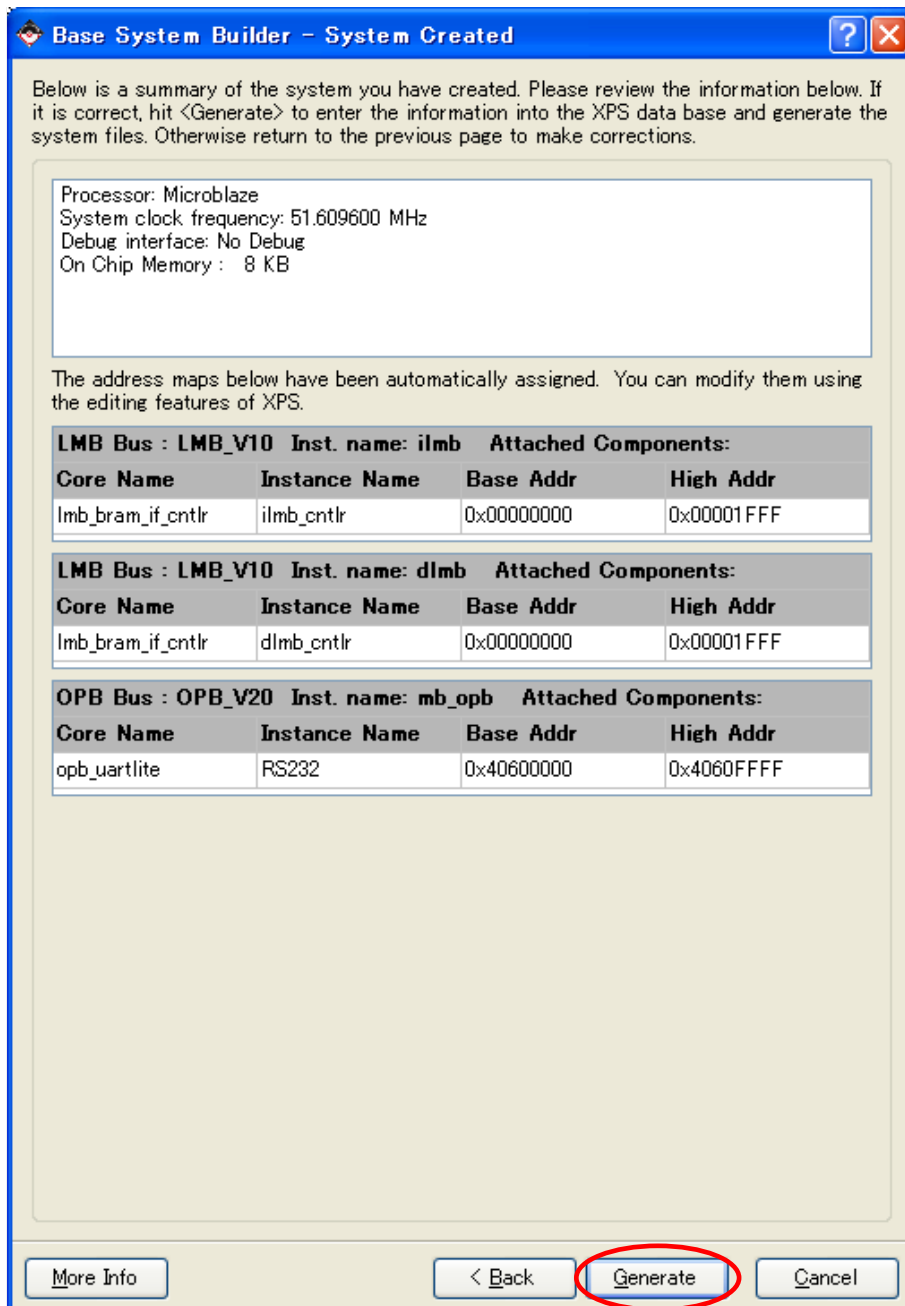 Base System Builder - System Created
Below is a summary of the system you have created. Please review the information below. If
it is correct, hit <Generate> to enter the information into the XPS data base and generate the
system files. Otherwise return to the previous page to make corrections.
Processor: Microblaze
System clock frequency: 51.609600 MHz
Debug interface: No Debug
On Chip Memory : 8 KB
The address maps below have been automatically assigned. You can modify them using
the editing features of XPS.
LMB Bus : LMB_V10 Inst. name: ilmb Attached Components:
Core Name Instance Name Base Addr High Addr
lmb_bram_if_cntlr ilmb_cntlr 0x00000000 0x00001FFF
LMB Bus : LMB_V10 Inst. name: dlmb Attached Components:
Core Name Instance Name Base Addr High Addr
lmb_bram_if_cntlr dlmb_cntlr 0x00000000 0x00001FFF
OPB Bus : OPB_V20 Inst. name: mb_opb Attached Components:
Core Name Instance Name Base Addr High Addr
opb_uartlite RS232 0x40600000 0x4060FFFF
More Info < Back Generate Cancel